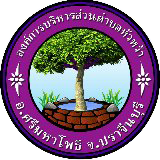 องค์การบริหารส่วนตำบลหัวหว้า
อ.ศรีมหาโพธิ จ.ปราจีนบุรี